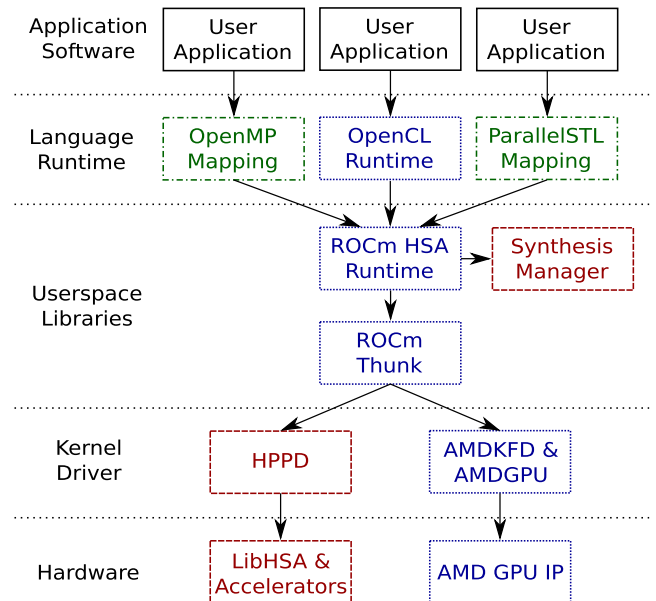 Application
Software
User
Application
User
Application
User
Application
Language
Runtime
OpenMP
Mapping
OpenCL
Runtime
ParallelSTL
Mapping
Userspace
Libraries
ROCm HSA
Runtime
Synthesis
Manager
ROCm
Thunk
Kernel
Driver
HPPD
AMDKFD &
AMDGPU
Hardware
LibHSA &
Accelerators
AMD GPU IP